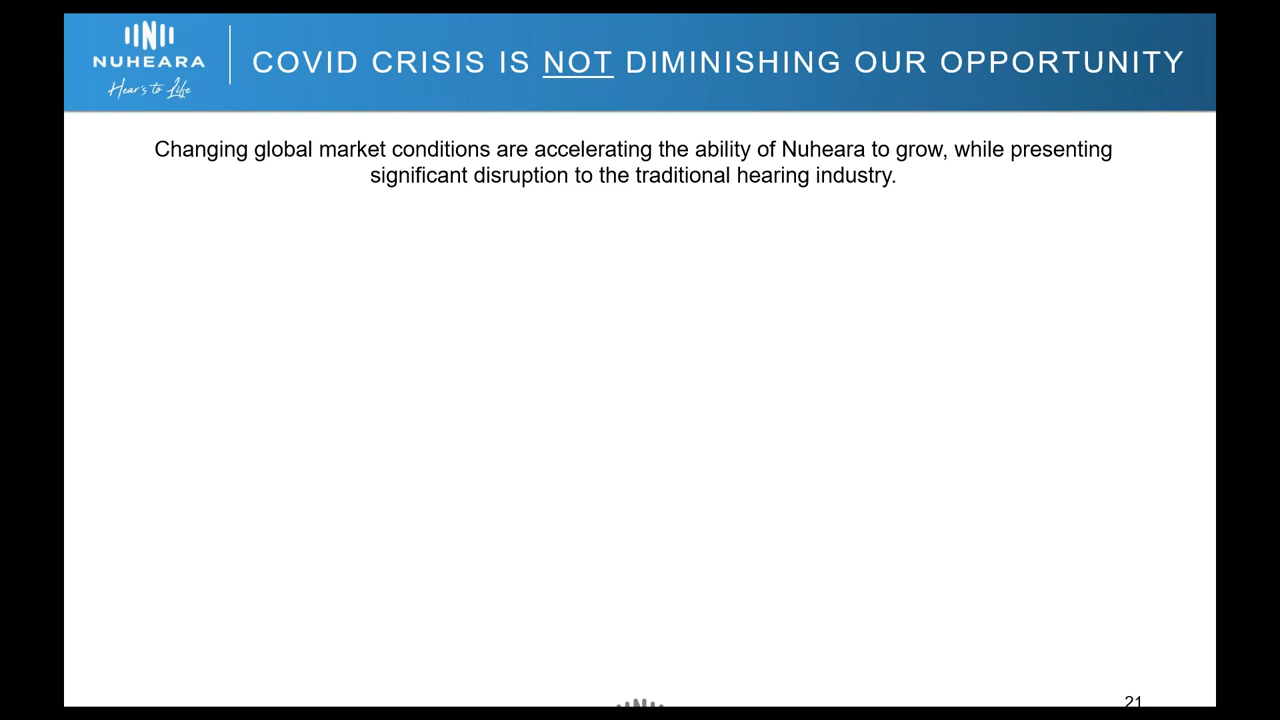 NUHEARA
Hear's to Life
COVID CRISIS IS NOT DIMINISHING OUR OPPORTUNITY
Changing global market conditions are accelerating the ability of Nuheara to grow, while presenting
significant disruption to the traditional hearing industry.
21